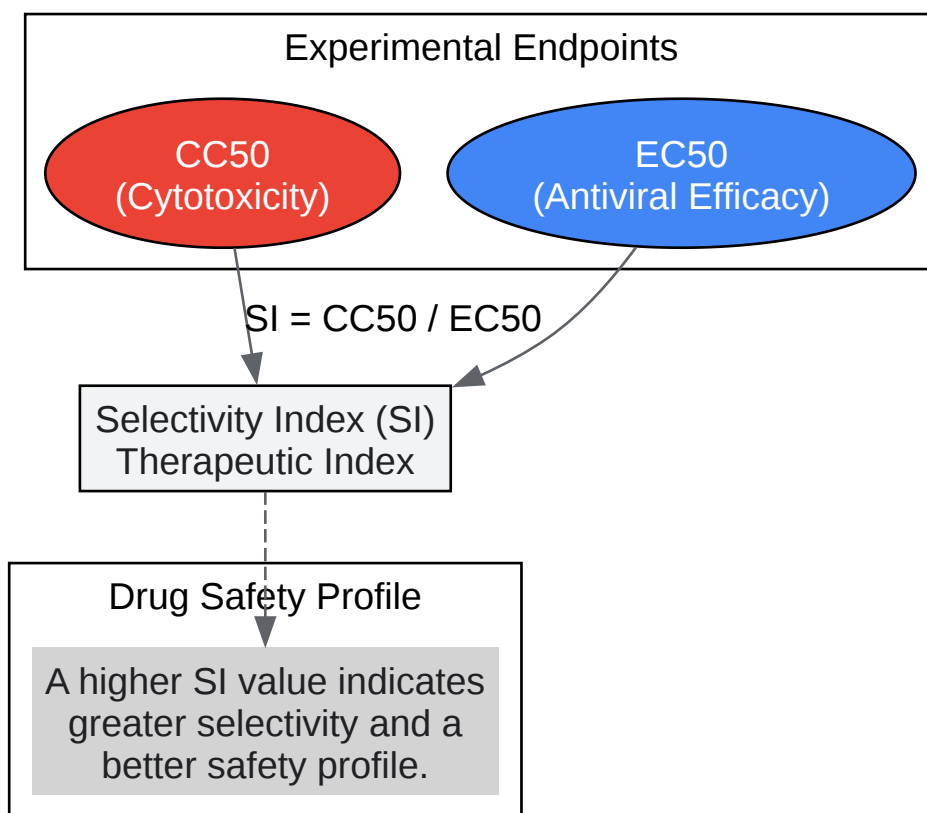 Experimental Endpoints
CC50
(Cytotoxicity)
EC50
(Antiviral Efficacy)
SI = CC50 / EC50
Selectivity Index (SI)
Therapeutic Index
Drug Safety Profile
A higher SI value indicates
greater selectivity and a
better safety profile.